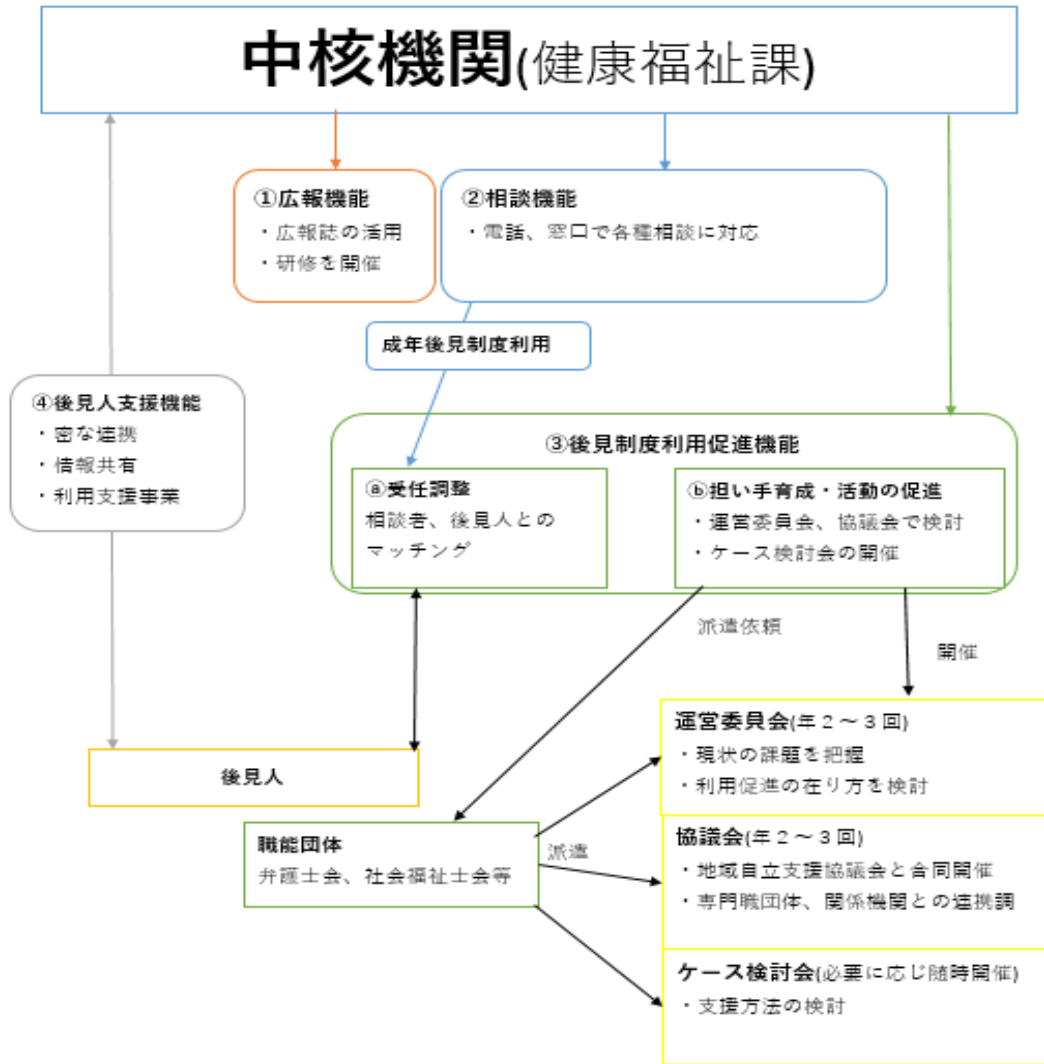 中核機関(健康福祉課)
①広報機能
・広報誌の活用
・研修を開催
②相談機能
・電話、窓口で各種相談に対応
成年後見制度利用
④後見人支援機能
・密な連携
・情報共有
・利用支援事業
③後見制度利用促進機能
ⓐ受任調整
相談者、後見人との
マッチング
ⓑ担い手育成・活動の促進
・運営委員会、協議会で検討
・ケース検討会の開催
派遣依頼
開催
後見人
職能団体
弁護士会、社会福祉士会等
派遣
運営委員会(年２～３回)
・現状の課題を把握
・利用促進の在り方を検討
協議会(年２～３回)
・地域自立支援協議会と合同開催
・専門職団体、関係機関との連携調
ケース検討会(必要に応じ随時開催)
・支援方法の検討